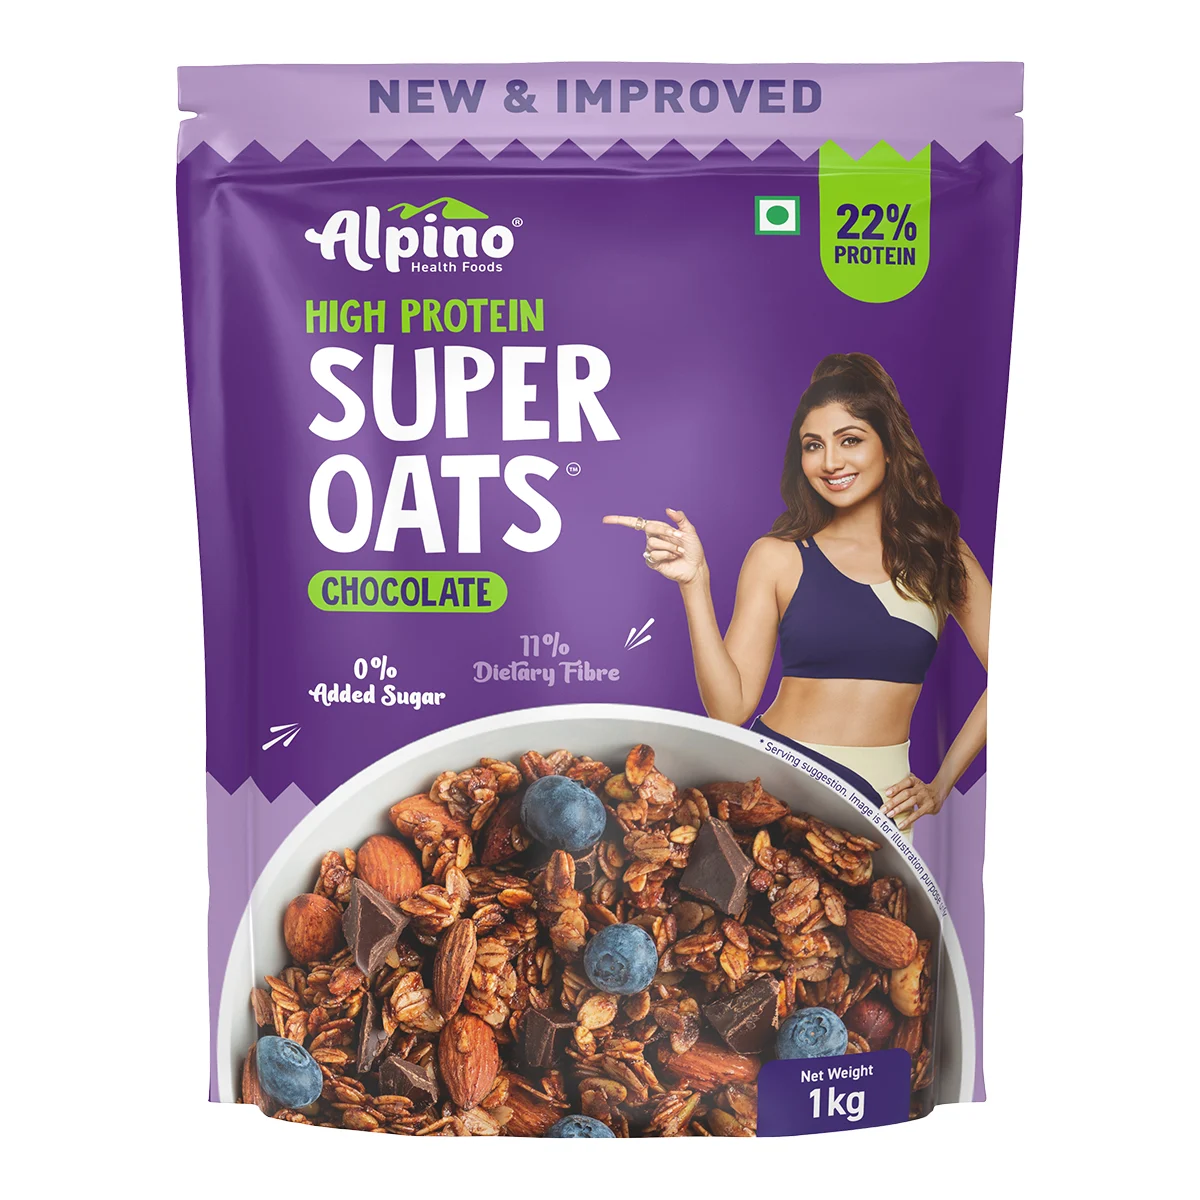 NEW & IMPROVED
Alpino®
Health Foods
22%
PROTEIN
HIGH PROTEIN
SUPER
OATS™
CHOCOLATE
0%
Added Sugar
11%
Dietary Fibre
* Serving suggestion. Image is for illustration purpose only
Net Weight
1kg